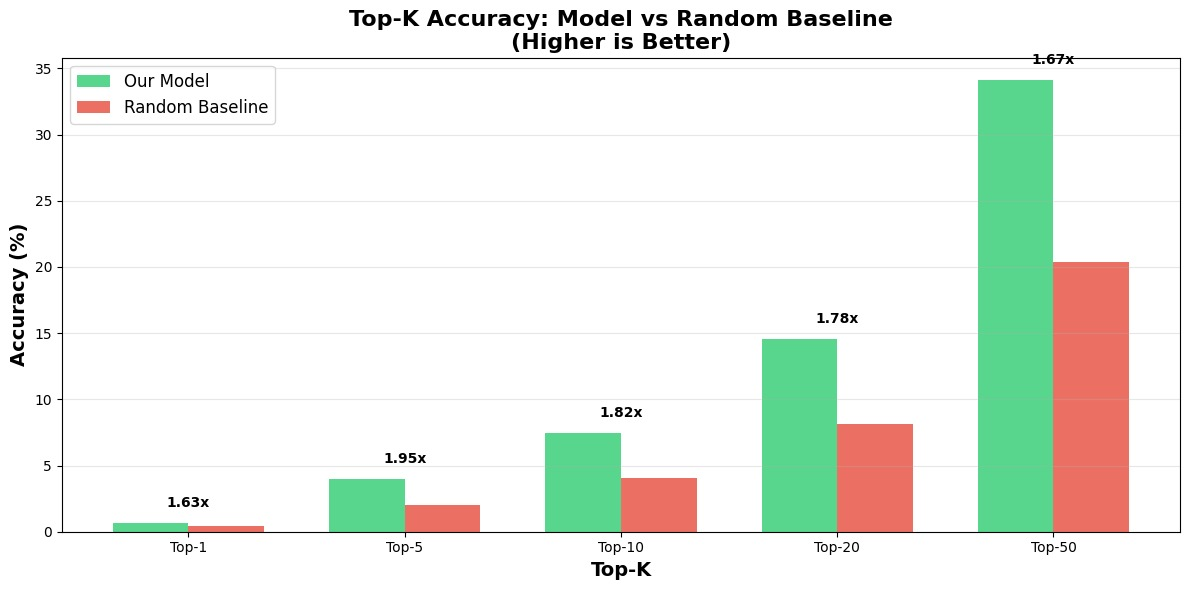 Top-K Accuracy: Model vs Random Baseline
(Higher is Better)
Our Model
Random Baseline
Accuracy (%)
35
30
25
20
15
10
5
0
1.63x
1.95x
1.82x
1.78x
1.67x
Top-1
Top-5
Top-10
Top-20
Top-50
Top-K